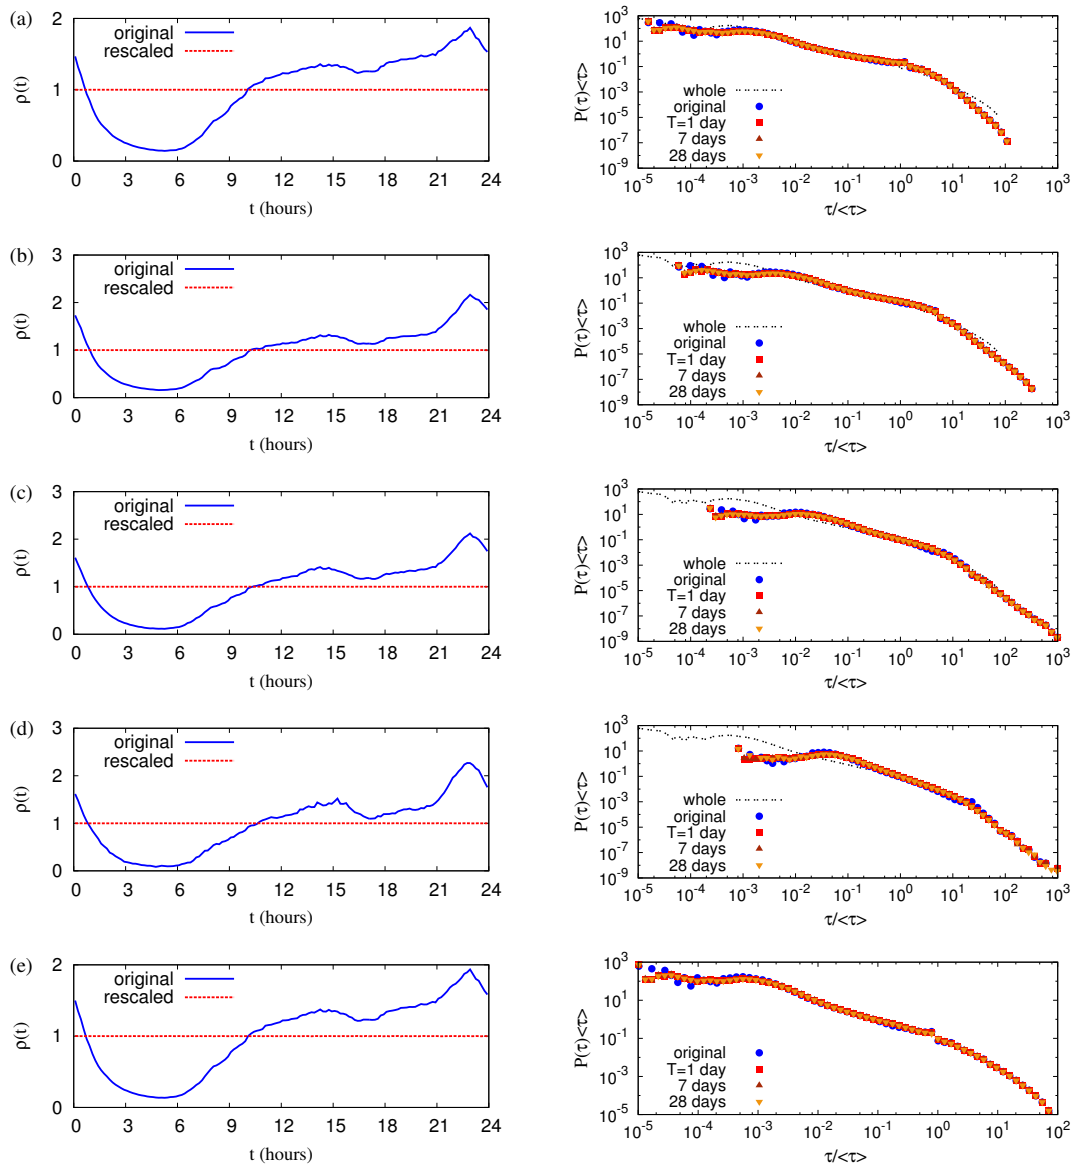 (a)
ρ(t)
2
1
0
original
rescaled
0 3 6 9 12 15 18 21 24
t (hours)
P(τ)<τ>
10^3
10^1
10^-1
10^-3
10^-5
10^-7
10^-9
whole
original
T=1 day
7 days
28 days
10^-5 10^-4 10^-3 10^-2 10^-1 10^0 10^1 10^2 10^3
τ/<τ>
(b)
ρ(t)
3
2
1
0
original
rescaled
0 3 6 9 12 15 18 21 24
t (hours)
P(τ)<τ>
10^3
10^1
10^-1
10^-3
10^-5
10^-7
10^-9
whole
original
T=1 day
7 days
28 days
10^-5 10^-4 10^-3 10^-2 10^-1 10^0 10^1 10^2 10^3
τ/<τ>
(c)
ρ(t)
3
2
1
0
original
rescaled
0 3 6 9 12 15 18 21 24
t (hours)
P(τ)<τ>
10^3
10^1
10^-1
10^-3
10^-5
10^-7
10^-9
whole
original
T=1 day
7 days
28 days
10^-5 10^-4 10^-3 10^-2 10^-1 10^0 10^1 10^2 10^3
τ/<τ>
(d)
ρ(t)
3
2
1
0
original
rescaled
0 3 6 9 12 15 18 21 24
t (hours)
P(τ)<τ>
10^3
10^1
10^-1
10^-3
10^-5
10^-7
10^-9
whole
original
T=1 day
7 days
28 days
10^-5 10^-4 10^-3 10^-2 10^-1 10^0 10^1 10^2 10^3
τ/<τ>
(e)
ρ(t)
2
1
0
original
rescaled
0 3 6 9 12 15 18 21 24
t (hours)
P(τ)<τ>
10^3
10^1
10^-1
10^-3
10^-5
original
T=1 day
7 days
28 days
10^-5 10^-4 10^-3 10^-2 10^-1 10^0 10^1 10^2
τ/<τ>